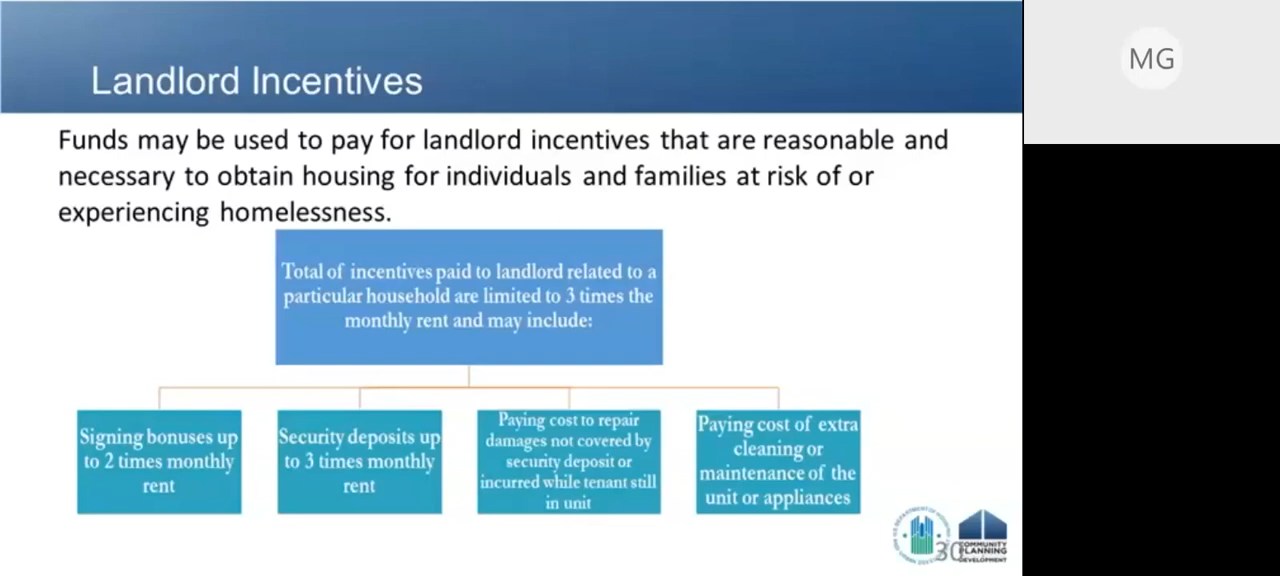 Landlord Incentives
MG
Funds may be used to pay for landlord incentives that are reasonable and
necessary to obtain housing for individuals and families at risk of or
experiencing homelessness.
Total of incentives paid to landlord related to a
particular household are limited to 3 times the
monthly rent and may include:
Signing bonuses up
to 2 times monthly
rent
Security deposits up
to 3 times monthly
rent
Paying cost to repair
damages not covered by
security deposit or
incurred while tenant still
in unit
Paying cost of extra
cleaning or
maintenance of the
unit or appliances
30
COMMUNITY
PLANNING
DEVELOPMENT